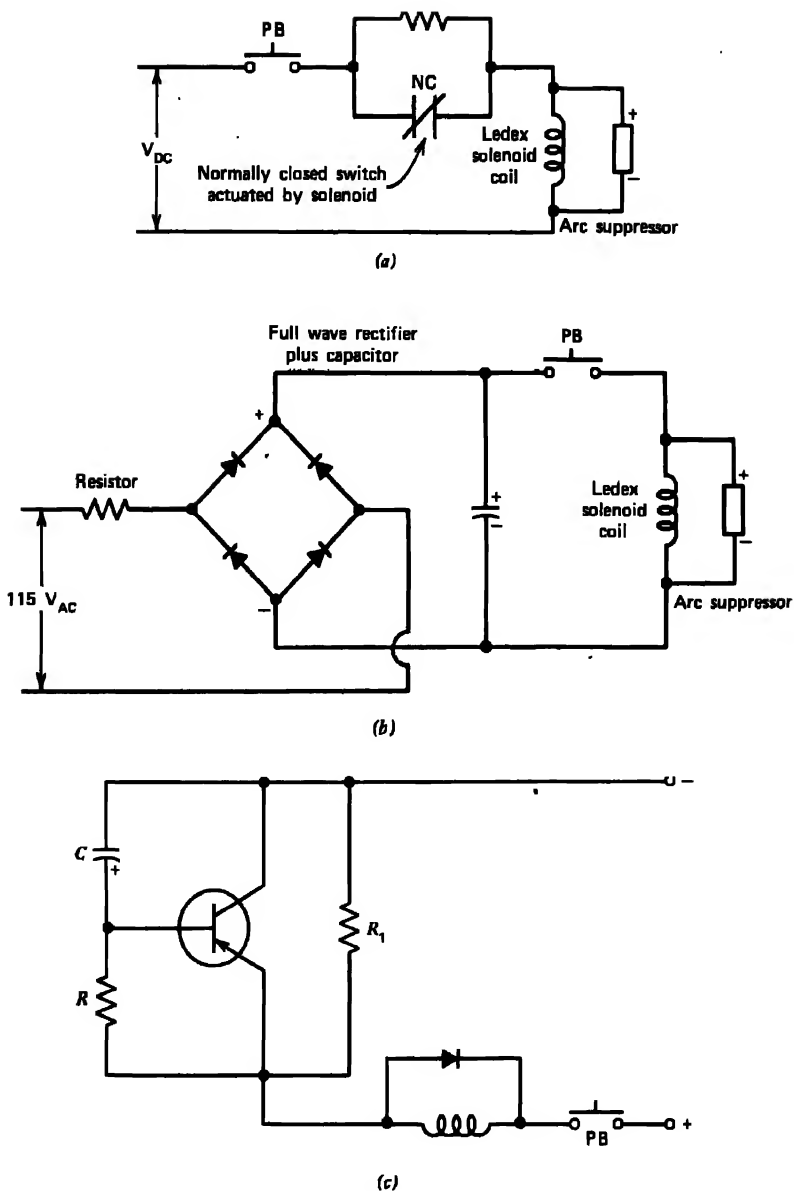 PB
NC
V_DC
Normally closed switch
actuated by solenoid
Ledex
solenoid
coil
+
−
Arc suppressor
(a)
Full wave rectifier
plus capacitor
PB
+
Resistor
+
−
Ledex
solenoid
coil
+
−
115 V_AC
−
Arc suppressor
(b)
−
C
+
R₁
R
PB
+
(c)